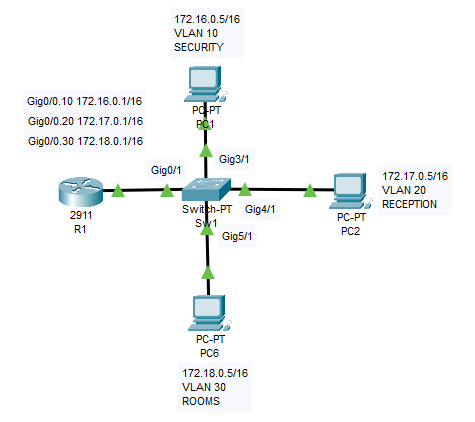 172.16.0.5/16
VLAN 10
SECURITY
PC-PT
PC1
Gig0/0.10 172.16.0.1/16
Gig0/0.20 172.17.0.1/16
Gig0/0.30 172.18.0.1/16
Gig0/1
Gig3/1
2911
R1
Switch-PT
Sw1
Gig4/1
Gig5/1
172.17.0.5/16
VLAN 20
RECEPTION
PC-PT
PC2
PC-PT
PC6
172.18.0.5/16
VLAN 30
ROOMS